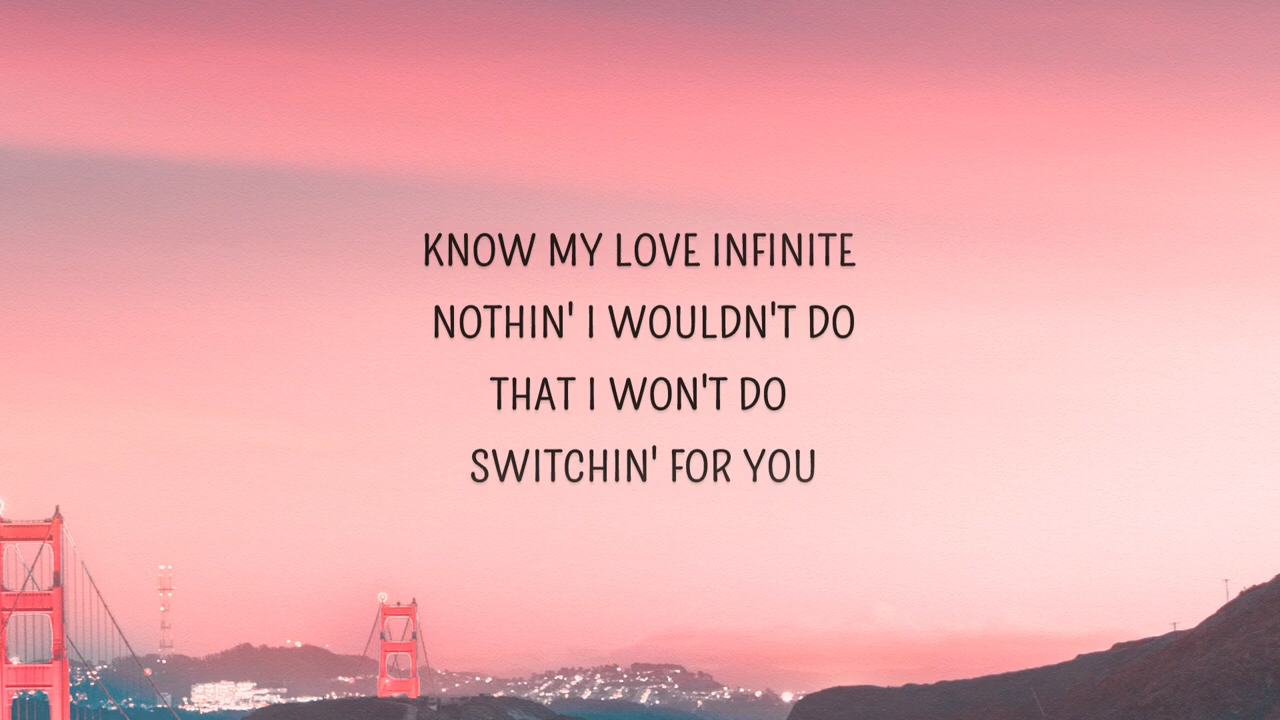 KNOW MY LOVE INFINITE
NOTHIN' I WOULDN'T DO
THAT I WON'T DO
SWITCHIN' FOR YOU